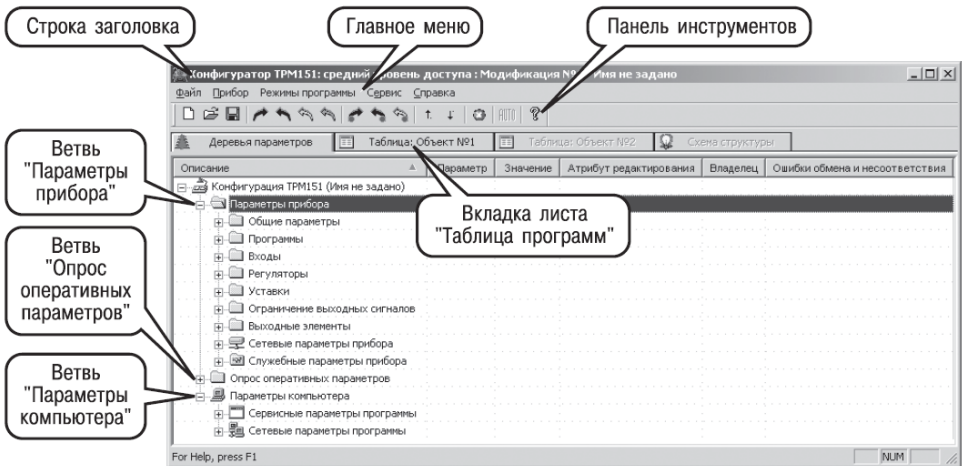 Строка заголовка
Главное меню
Панель инструментов
Конфигуратор ТРМ151: средний уровень доступа : Модификация № Имя не задано
Файл Прибор Режимы программы Сервис Справка
AUTO
Деревья параметров Таблица: Объект №1 Таблица: Объект №2 Схема структуры
Описание Параметр Значение Атрибут редактирования Владелец Ошибки обмена и несоответствия
Ветвь
"Параметры
прибора"
Конфигурация ТРМ151 (Имя не задано)
Параметры прибора
Общие параметры
Программы
Входы
Регуляторы
Уставки
Ограничение выходных сигналов
Выходные элементы
Сетевые параметры прибора
Служебные параметры прибора
Вкладка листа
"Таблица программ"
Ветвь
"Опрос
оперативных
параметров"
Опрос оперативных параметров
Ветвь
"Параметры
компьютера"
Параметры компьютера
Сервисные параметры программы
Сетевые параметры программы
For Help, press F1
NUM